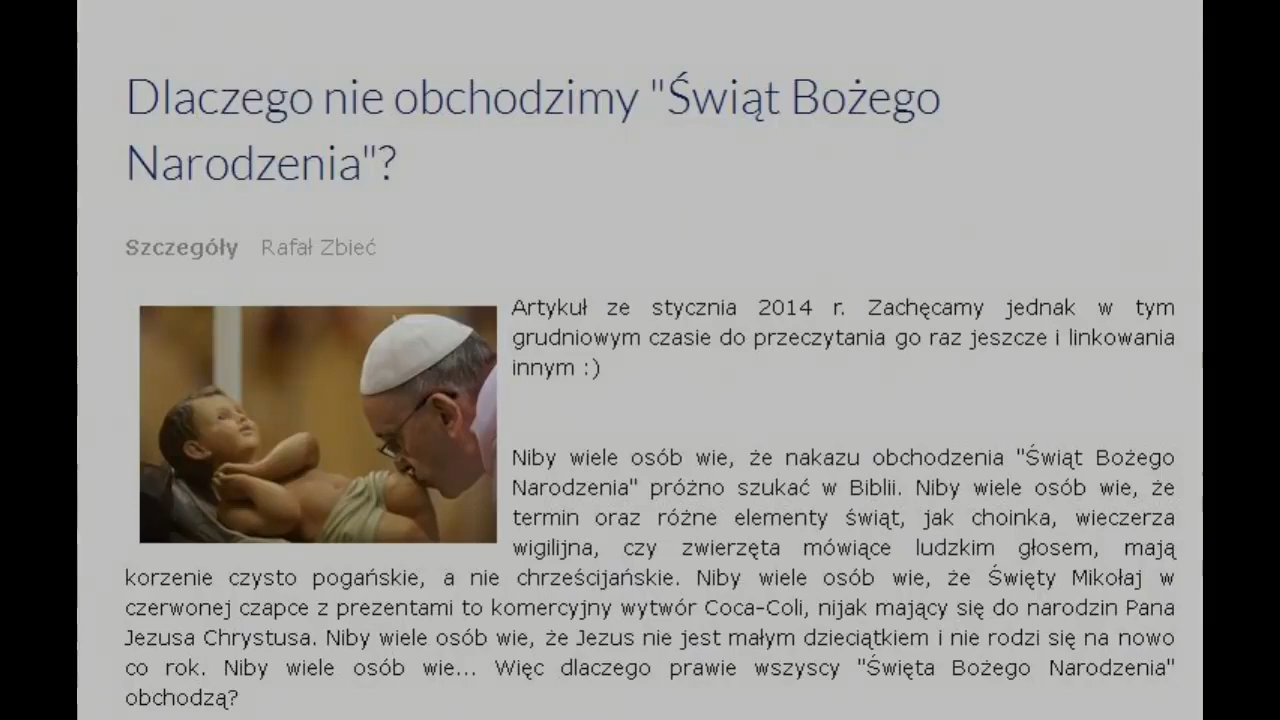 Dlaczego nie obchodzimy "Świąt Bożego
Narodzenia"?
Szczegóły Rafał Zbieć
Artykuł ze stycznia 2014 r. Zachęcamy jednak w tym
grudniowym czasie do przeczytania go raz jeszcze i linkowania
innym :)
Niby wiele osób wie, że nakazu obchodzenia "Świąt Bożego
Narodzenia" próżno szukać w Biblii. Niby wiele osób wie, że
termin oraz różne elementy świąt, jak choinka, wieczerza
wigilijna, czy zwierzęta mówiące ludzkim głosem, mają
korzenie czysto pogańskie, a nie chrześcijańskie. Niby wiele osób wie, że Święty Mikołaj w
czerwonej czapce z prezentami to komercyjny wytwór Coca-Coli, nijak mający się do narodzin Pana
Jezusa Chrystusa. Niby wiele osób wie, że Jezus nie jest małym dzieciątkiem i nie rodzi się na nowo
co rok. Niby wiele osób wie... Więc dlaczego prawie wszyscy "Święta Bożego Narodzenia"
obchodzą?